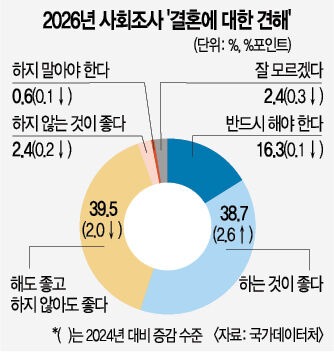 2026년 사회조사 '결혼에 대한 견해'
(단위: %, %포인트)
하지 말아야 한다
0.6(0.1↓)
하지 않는 것이 좋다
2.4(0.2↓)
잘 모르겠다
2.4(0.3↓)
반드시 해야 한다
16.3(0.1↓)
39.5
(2.0↓)
38.7
(2.6↑)
해도 좋고
하지 않아도 좋다
하는 것이 좋다
*( )는 2024년 대비 증감 수준 〈자료: 국가데이터처〉